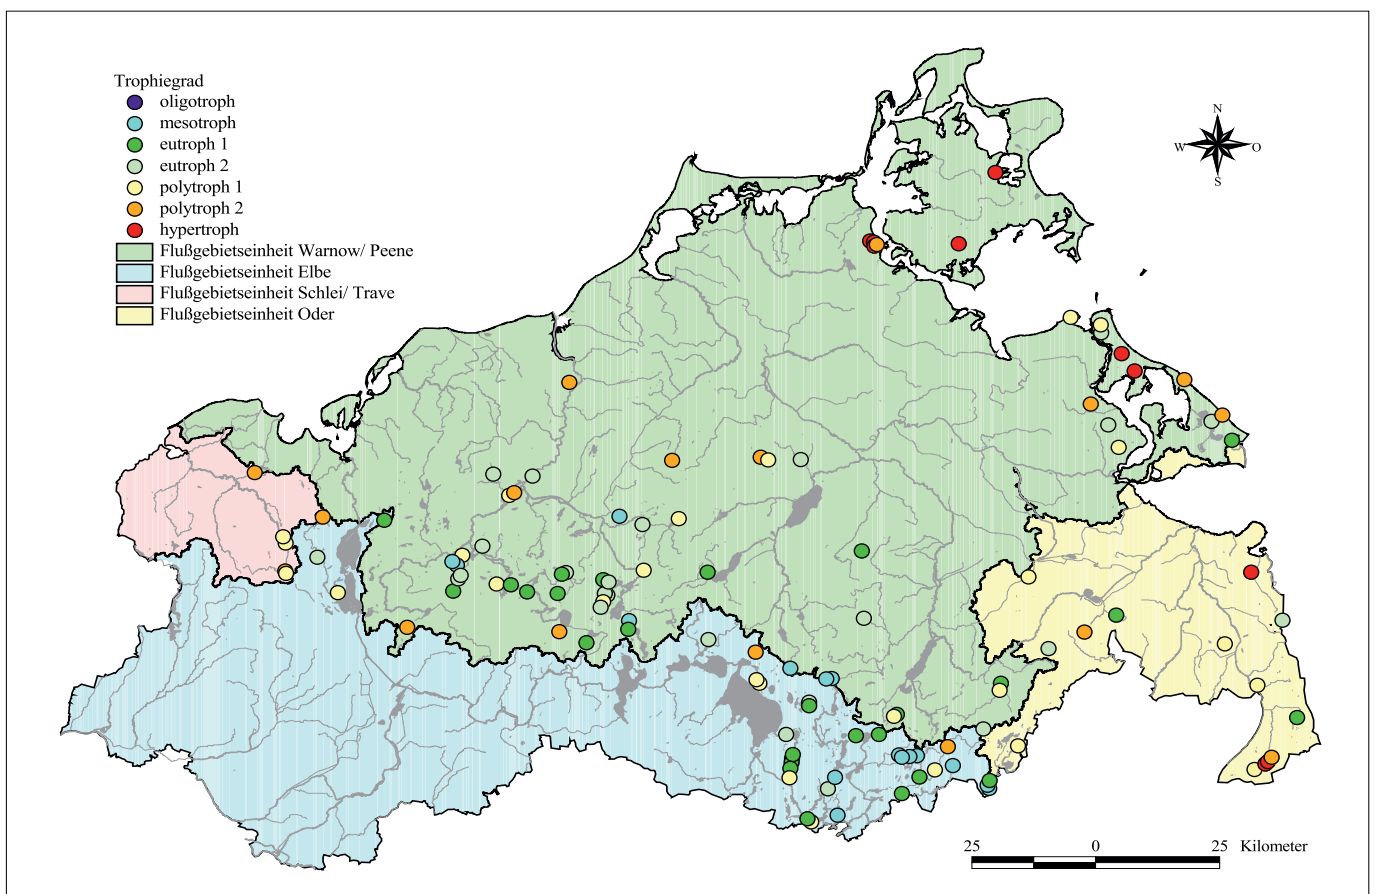 Trophiegrad
oligotroph
mesotroph
eutroph 1
eutroph 2
polytroph 1
polytroph 2
hypertroph
Flußgebietseinheit Warnow/ Peene
Flußgebietseinheit Elbe
Flußgebietseinheit Schlei/ Trave
Flußgebietseinheit Oder
N
W O
S
25 0 25 Kilometer